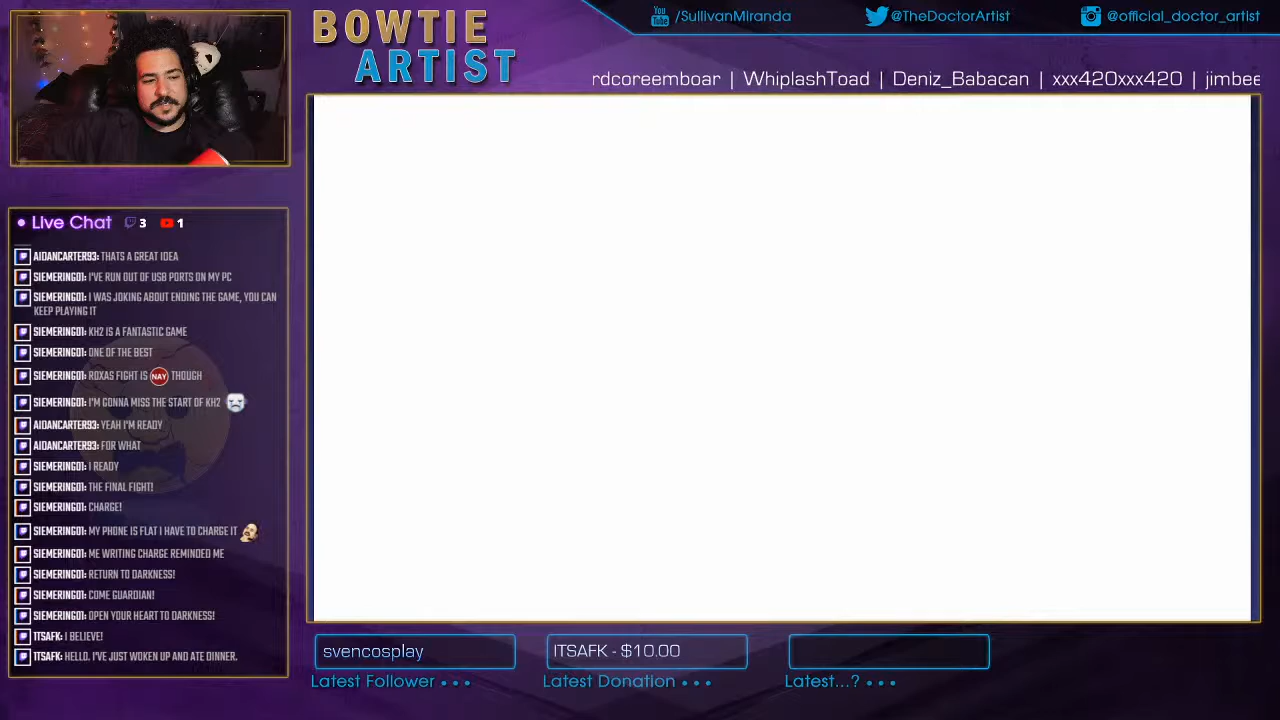 BOWTIE
ARTIST
You Tube /SullivanMiranda
@TheDoctorArtist
@official_doctor_artist
rdcoreemboar | WhiplashToad | Deniz_Babacan | xxx420xxx420 | jimbee
Live Chat 3 1
AIDANCARTER93: THATS A GREAT IDEA
SIEMERING01: I'VE RUN OUT OF USB PORTS ON MY PC
SIEMERING01: I WAS JOKING ABOUT ENDING THE GAME, YOU CAN
KEEP PLAYING IT
SIEMERING01: KH2 IS A FANTASTIC GAME
SIEMERING01: ONE OF THE BEST
SIEMERING01: ROXAS FIGHT IS NAY THOUGH
SIEMERING01: I'M GONNA MISS THE START OF KH2
AIDANCARTER93: YEAH I'M READY
AIDANCARTER93: FOR WHAT
SIEMERING01: I READY
SIEMERING01: THE FINAL FIGHT!
SIEMERING01: CHARGE!
SIEMERING01: MY PHONE IS FLAT I HAVE TO CHARGE IT
SIEMERING01: ME WRITING CHARGE REMINDED ME
SIEMERING01: RETURN TO DARKNESS!
SIEMERING01: COME GUARDIAN!
SIEMERING01: OPEN YOUR HEART TO DARKNESS!
ITSAFK: I BELIEVE!
ITSAFK: HELLO. I'VE JUST WOKEN UP AND ATE DINNER.
svencosplay
Latest Follower • • •
ITSAFK - $10.00
Latest Donation • • •
Latest...? • • •